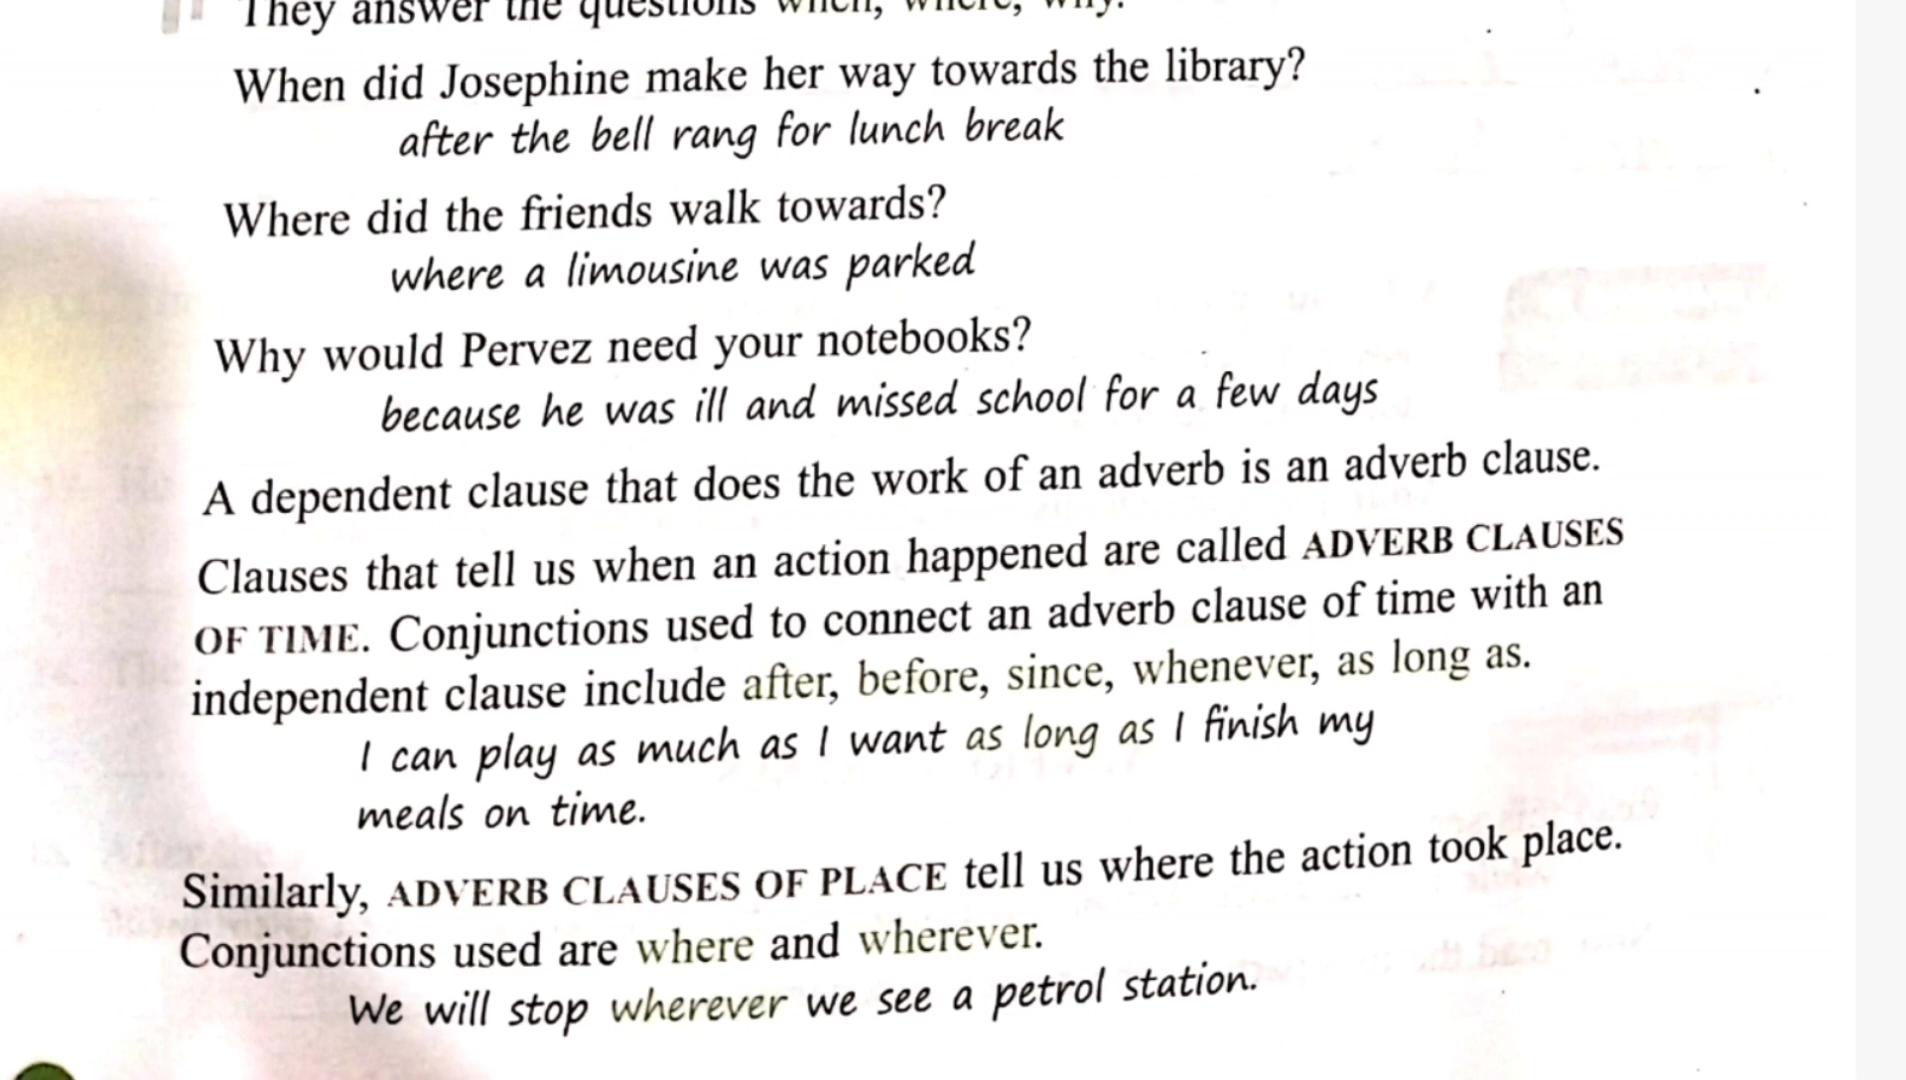 They answer the questions when, where, why.
When did Josephine make her way towards the library?
after the bell rang for lunch break
Where did the friends walk towards?
where a limousine was parked
Why would Pervez need your notebooks?
because he was ill and missed school for a few days
A dependent clause that does the work of an adverb is an adverb clause.
Clauses that tell us when an action happened are called ADVERB CLAUSES
OF TIME. Conjunctions used to connect an adverb clause of time with an
independent clause include after, before, since, whenever, as long as.
I can play as much as I want as long as I finish my
meals on time.
Similarly, ADVERB CLAUSES OF PLACE tell us where the action took place.
Conjunctions used are where and wherever.
We will stop wherever we see a petrol station.